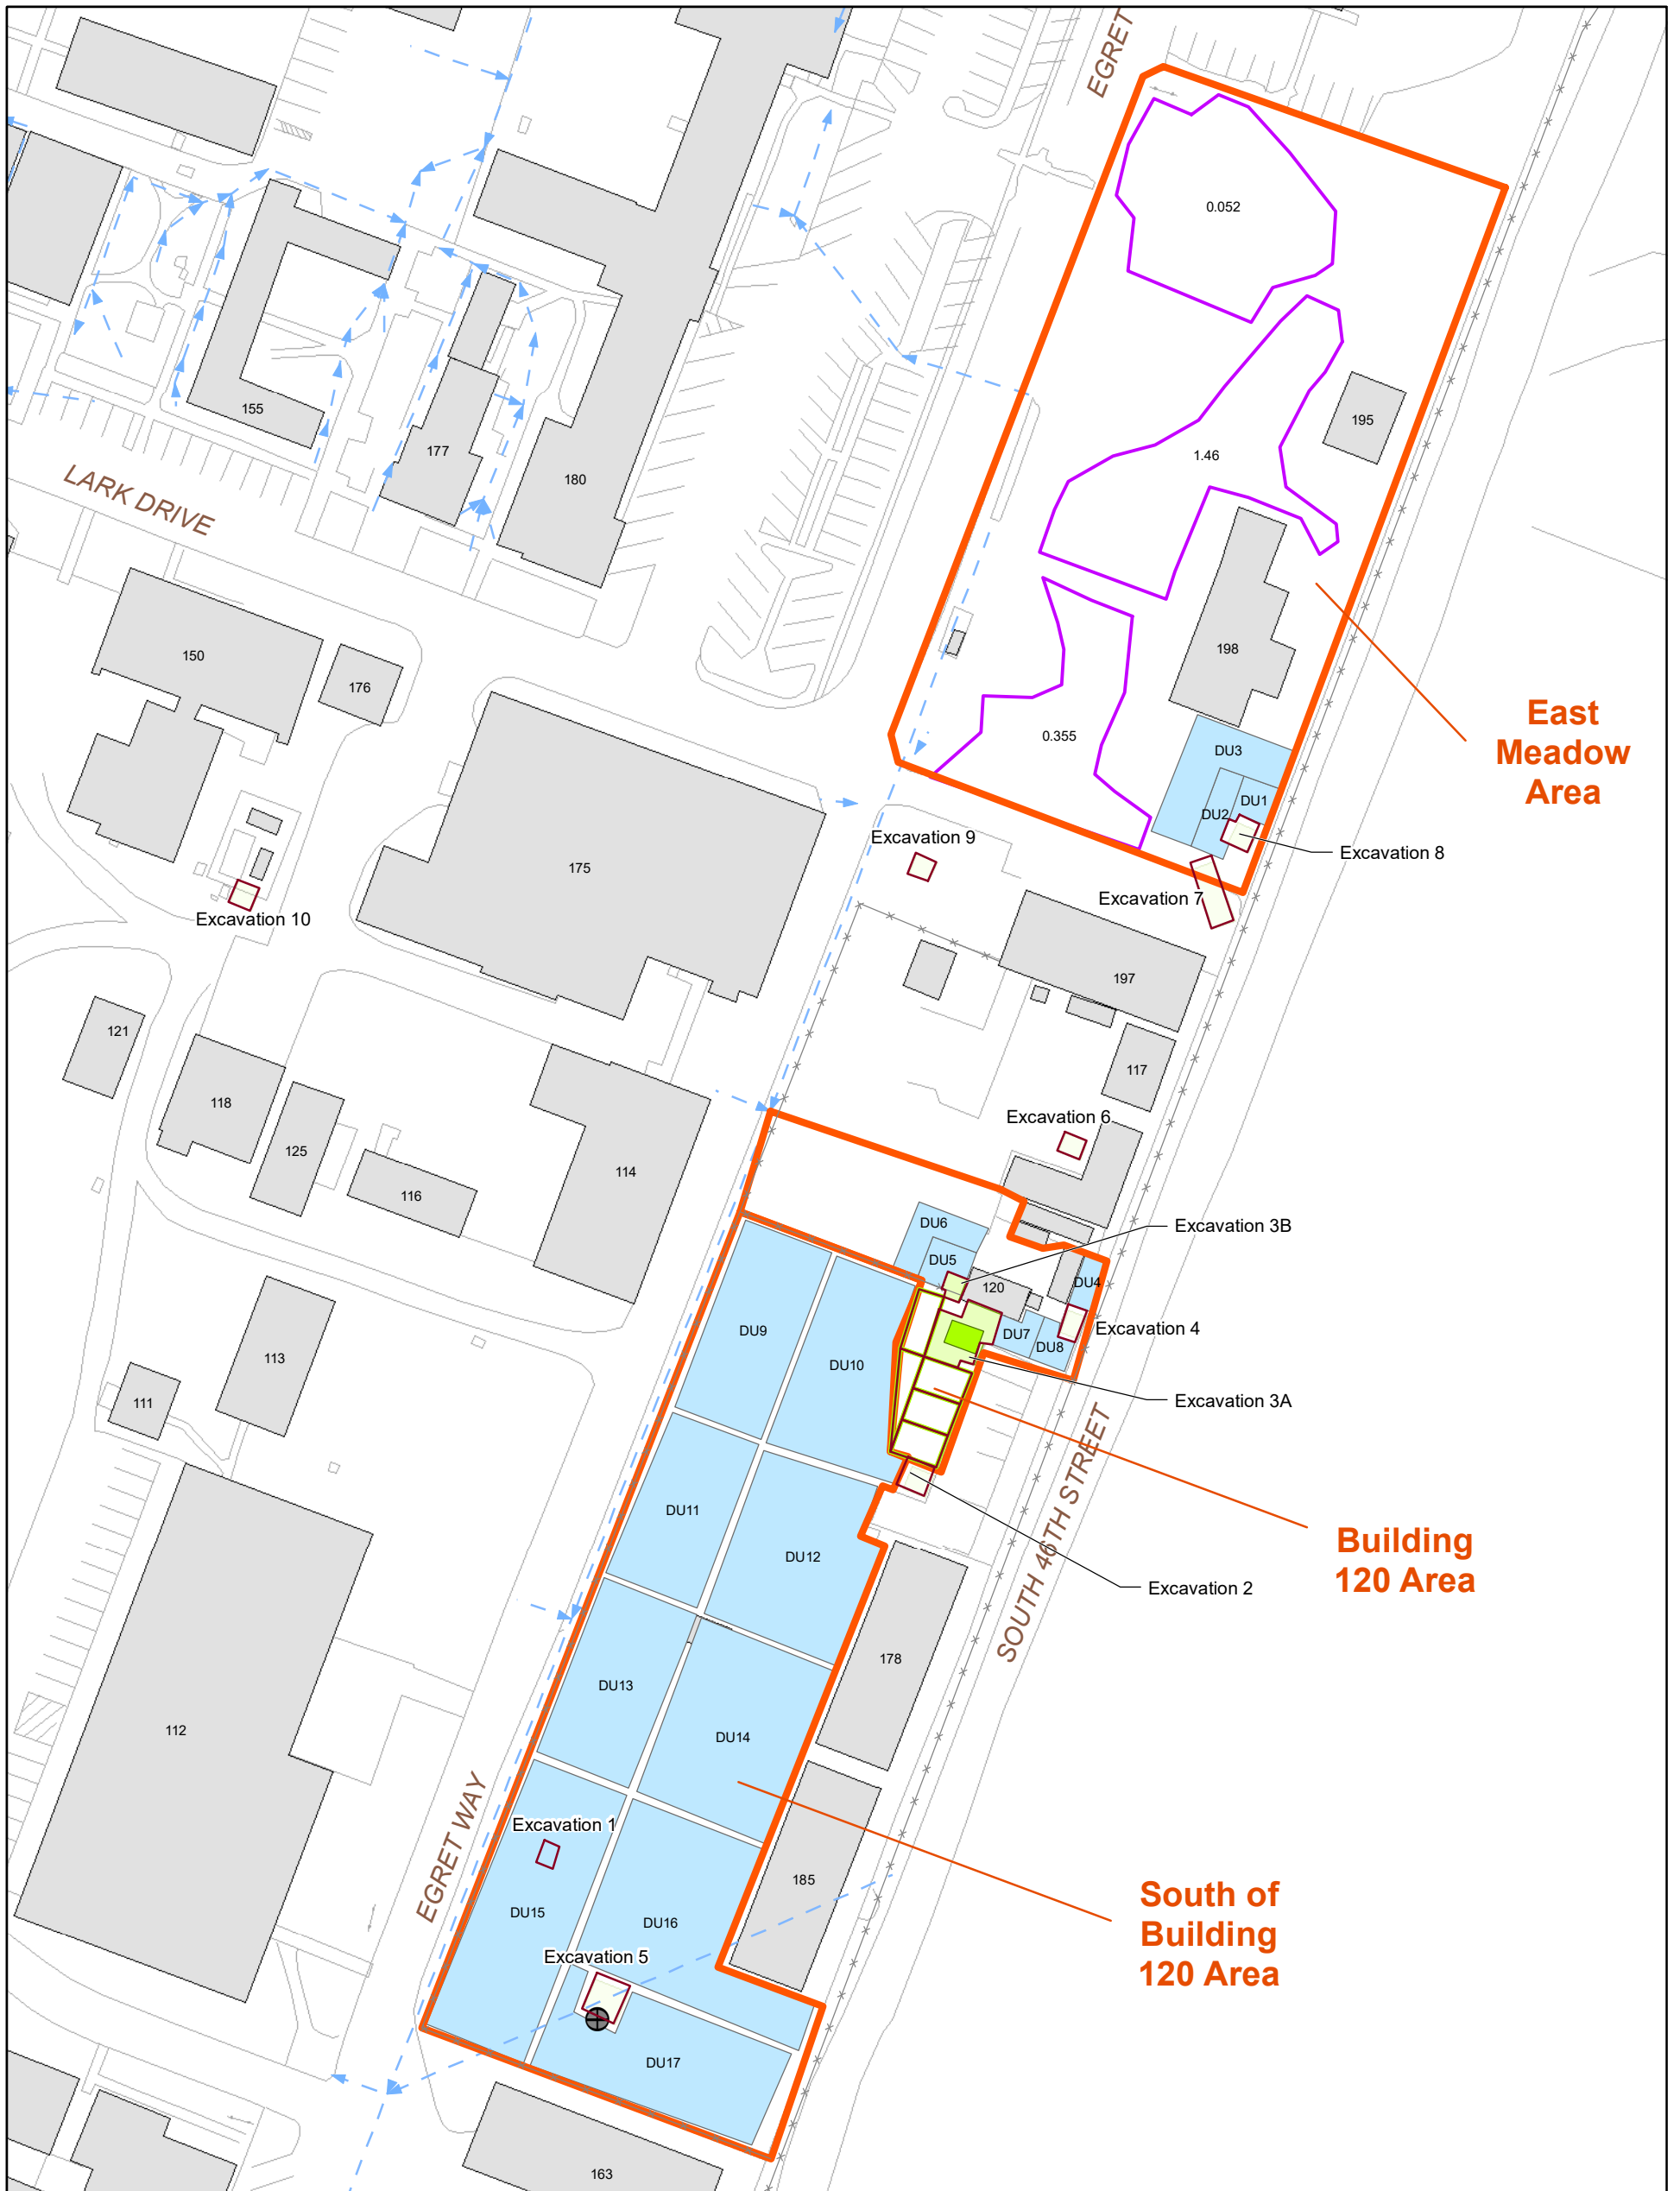 EGRET
0.052
195
1.46
155
177
180
LARK DRIVE
198
150
176
East
Meadow
Area
0.355
DU3
DU1
DU2
Excavation 9
Excavation 8
175
Excavation 7
Excavation 10
197
121
117
118
Excavation 6
125
114
116
DU6
Excavation 3B
DU5
DU4
120
DU9
DU7
Excavation 4
DU8
113
DU10
111
Excavation 3A
DU11
SOUTH 46TH STREET
Building
120 Area
DU12
Excavation 2
178
DU13
112
DU14
EGRET WAY
Excavation 1
185
South of
Building
120 Area
DU15
DU16
Excavation 5
DU17
163